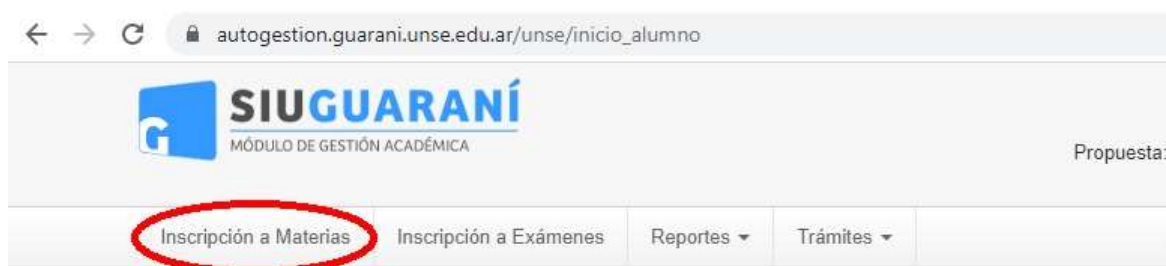 autogestion.guarani.unse.edu.ar/unse/inicio_alumno
G
SIUGUARANÍ
MÓDULO DE GESTIÓN ACADÉMICA
Propuesta:
Inscripción a Materias Inscripción a Exámenes Reportes Trámites